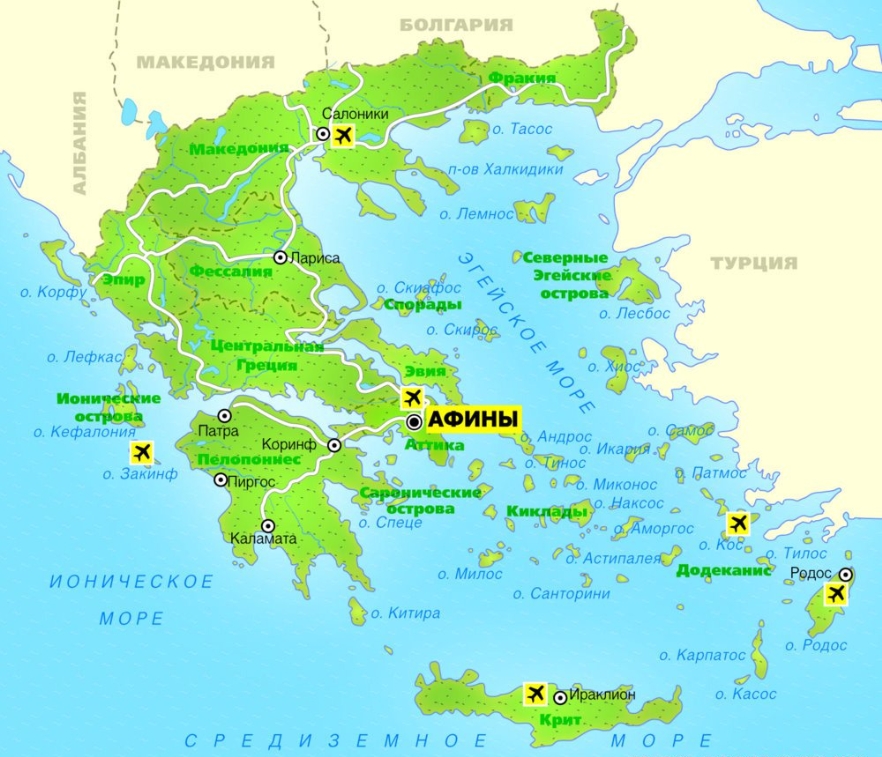 БОЛГАРИЯ
МАКЕДОНИЯ
АЛБАНИЯ
Фракия
Салоники
о. Тасос
Македония
п-ов Халкидики
о. Лемнос
Лариса
Северные
Эгейские
острова
ТУРЦИЯ
Эпир
Фессалия
о. Корфу
о. Скиафос
Спорады
о. Лесбос
ЭГЕЙСКОЕ МОРЕ
о. Скирос
Центральная
Греция
о. Лефкас
Эвия
о. Хиос
Ионические
острова
АФИНЫ
Патра
о. Кефалония
Коринф
Аттика
о. Андрос
о. Самос
о. Икария
Пелопоннес
о. Тинос
о. Закинф
о. Патмос
Пиргос
о. Миконос
Саронические
острова
о. Наксос
Киклады
о. Спеце
о. Аморгос
Каламата
о. Кос
о. Тилос
о. Астипалея
Додеканис
Родос
о. Милос
ИОНИЧЕСКОЕ
МОРЕ
о. Санторини
о. Китира
о. Родос
о. Карпатос
о. Касос
Ираклион
Крит
СРЕДИЗЕМНОЕ МОРЕ